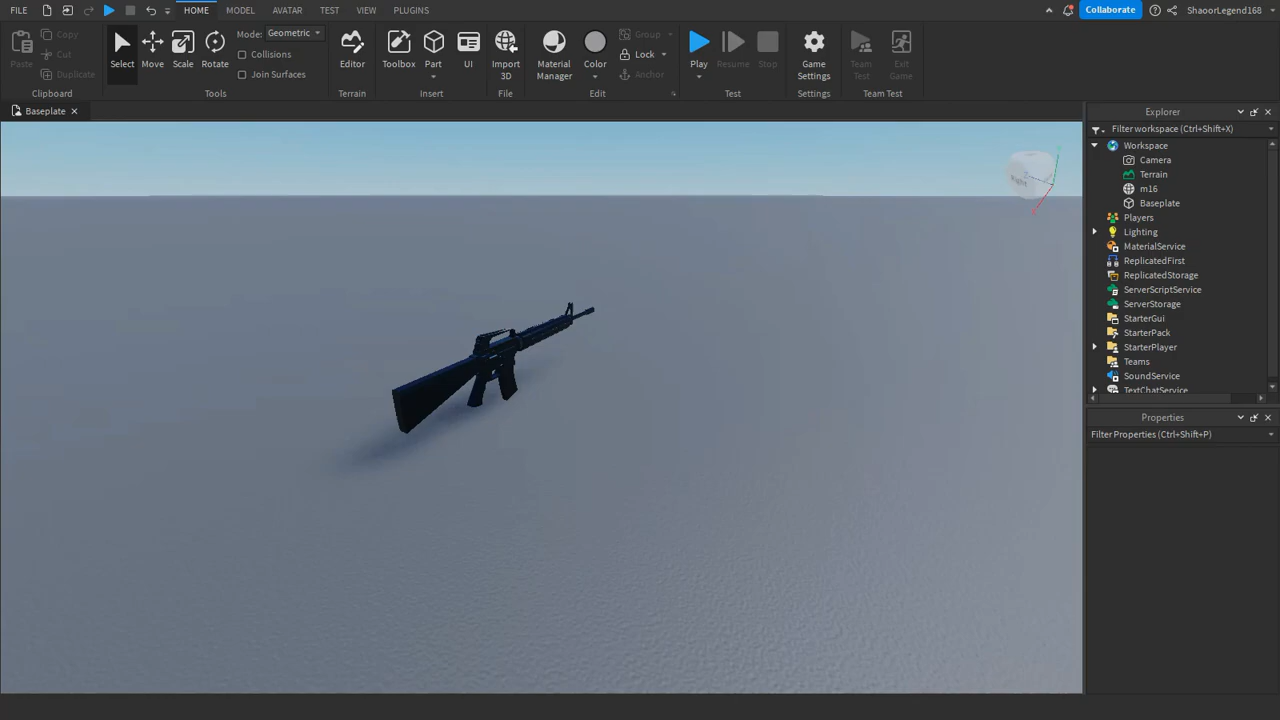 FILE HOME MODEL AVATAR TEST VIEW PLUGINS Collaborate ShaoorLegend168
Paste Copy Cut Duplicate
Clipboard
Select Move Scale Rotate Mode: Geometric Collisions Join Surfaces
Tools
Editor
Terrain
Toolbox Part UI
Insert
Import 3D
File
Material Manager Color Group Lock Anchor
Edit
Play Resume Stop
Test
Game Settings
Settings
Team Test Exit Game
Team Test
Baseplate
Explorer
Filter workspace (Ctrl+Shift+X)
Workspace
Camera
Terrain
m16
Baseplate
Players
Lighting
MaterialService
ReplicatedFirst
ReplicatedStorage
ServerScriptService
ServerStorage
StarterGui
StarterPack
StarterPlayer
Teams
SoundService
TextChatService
Properties
Filter Properties (Ctrl+Shift+P)